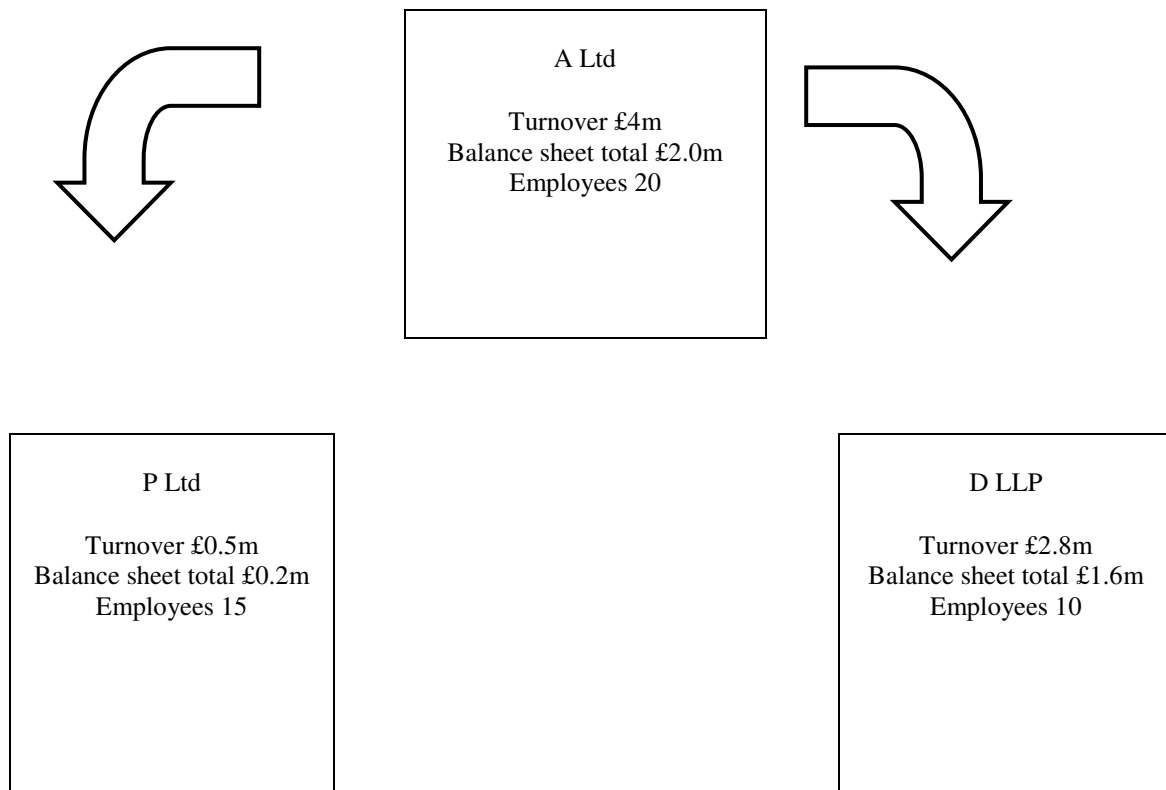 A Ltd
Turnover £4m
Balance sheet total £2.0m
Employees 20
P Ltd
Turnover £0.5m
Balance sheet total £0.2m
Employees 15
D LLP
Turnover £2.8m
Balance sheet total £1.6m
Employees 10